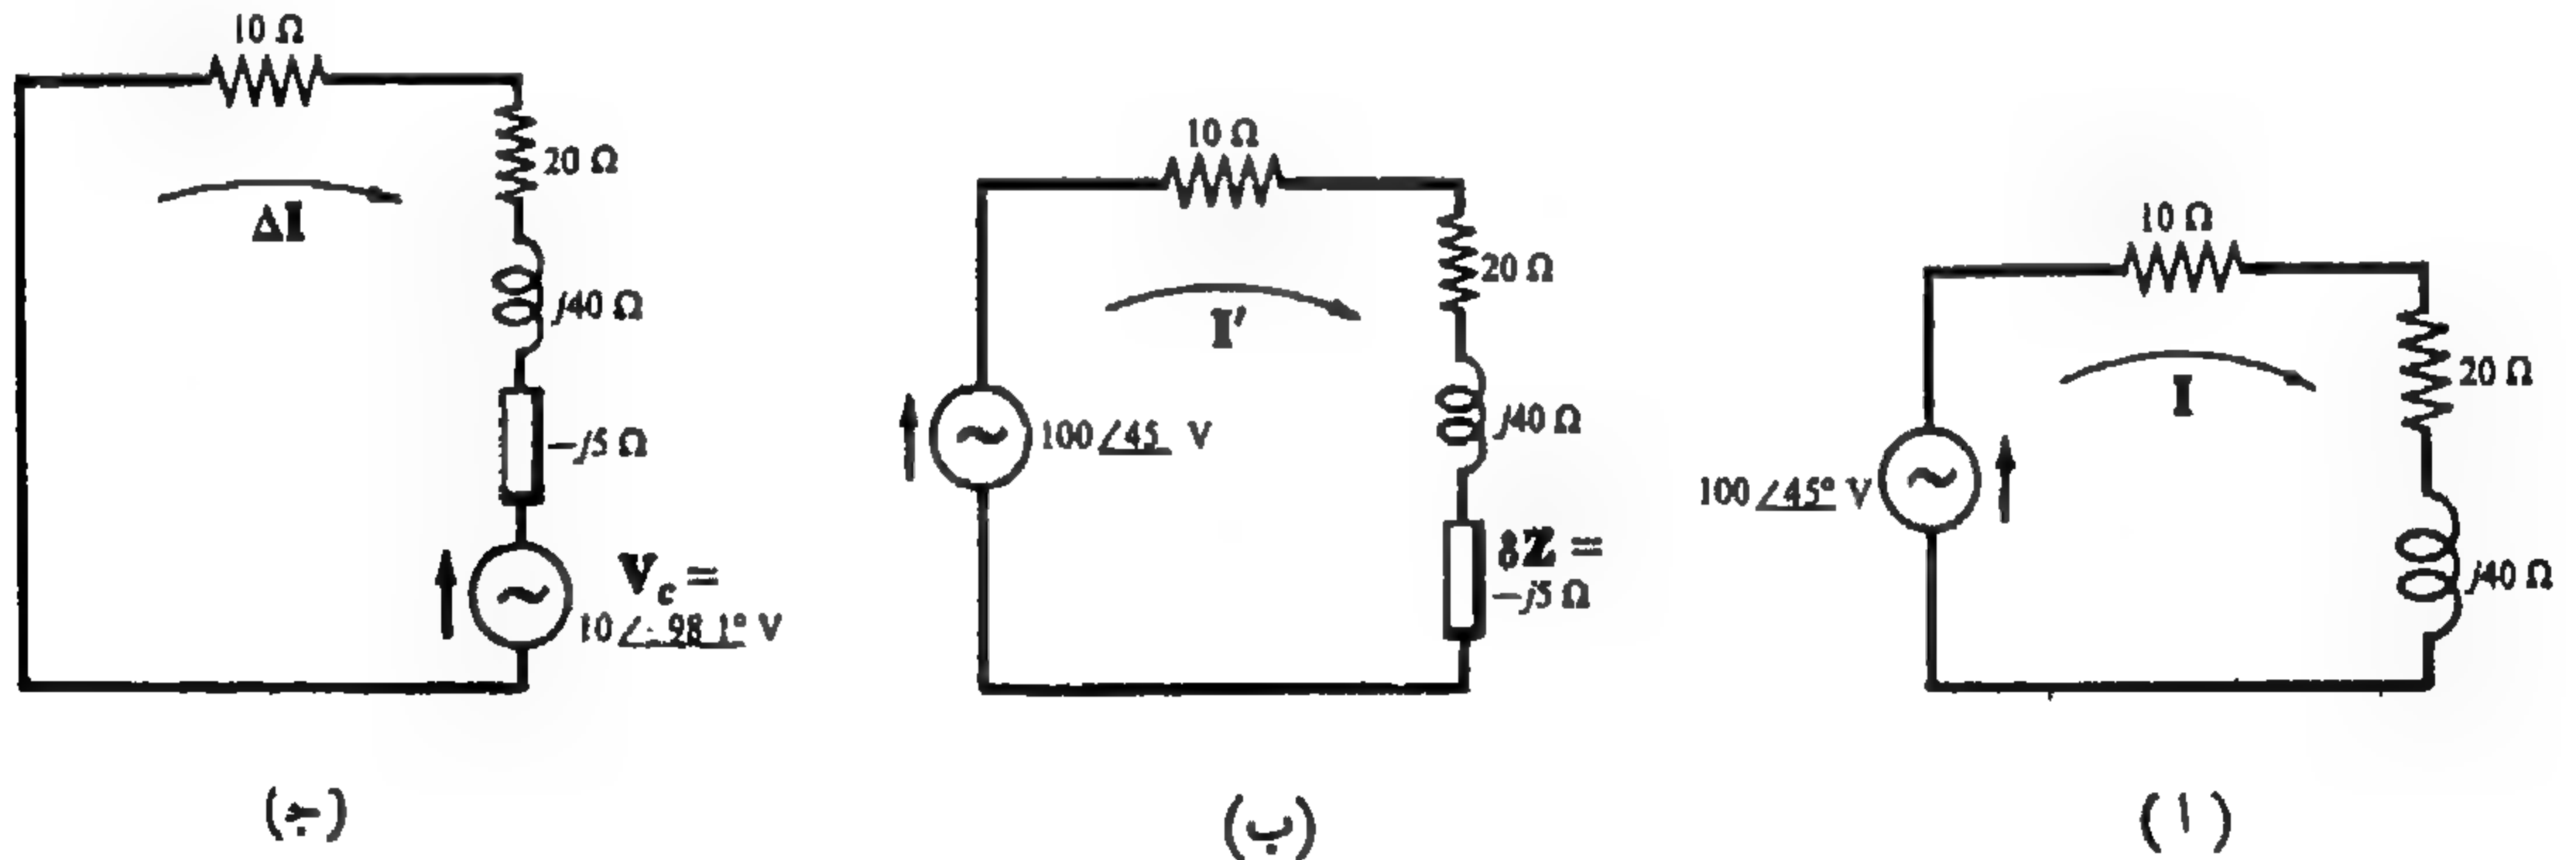 10 Ω
20 Ω
I
100 ∠45° V
j40 Ω
( ا )
10 Ω
20 Ω
I′
j40 Ω
100 ∠45 V
δZ =
−j5 Ω
(ب)
10 Ω
20 Ω
ΔI
j40 Ω
−j5 Ω
V_c =
10 ∠-98 1° V
(ج)